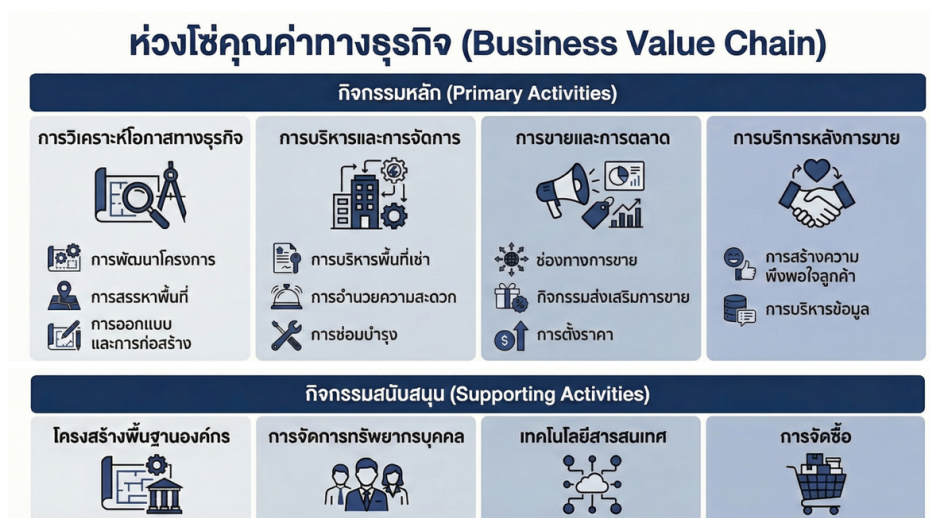 ห่วงโซ่คุณค่าทางธุรกิจ (Business Value Chain)
กิจกรรมหลัก (Primary Activities)
การวิเคราะห์โอกาสทางธุรกิจ
การพัฒนาโครงการ
การสรรหาพื้นที่
การออกแบบ
และการก่อสร้าง
การบริหารและการจัดการ
การบริหารพื้นที่เช่า
การอำนวยความสะดวก
การซ่อมบำรุง
การขายและการตลาด
ช่องทางการขาย
กิจกรรมส่งเสริมการขาย
การตั้งราคา
การบริการหลังการขาย
การสร้างความ
พึงพอใจลูกค้า
การบริหารข้อมูล
กิจกรรมสนับสนุน (Supporting Activities)
โครงสร้างพื้นฐานองค์กร
การจัดการทรัพยากรบุคคล
เทคโนโลยีสารสนเทศ
การจัดซื้อ